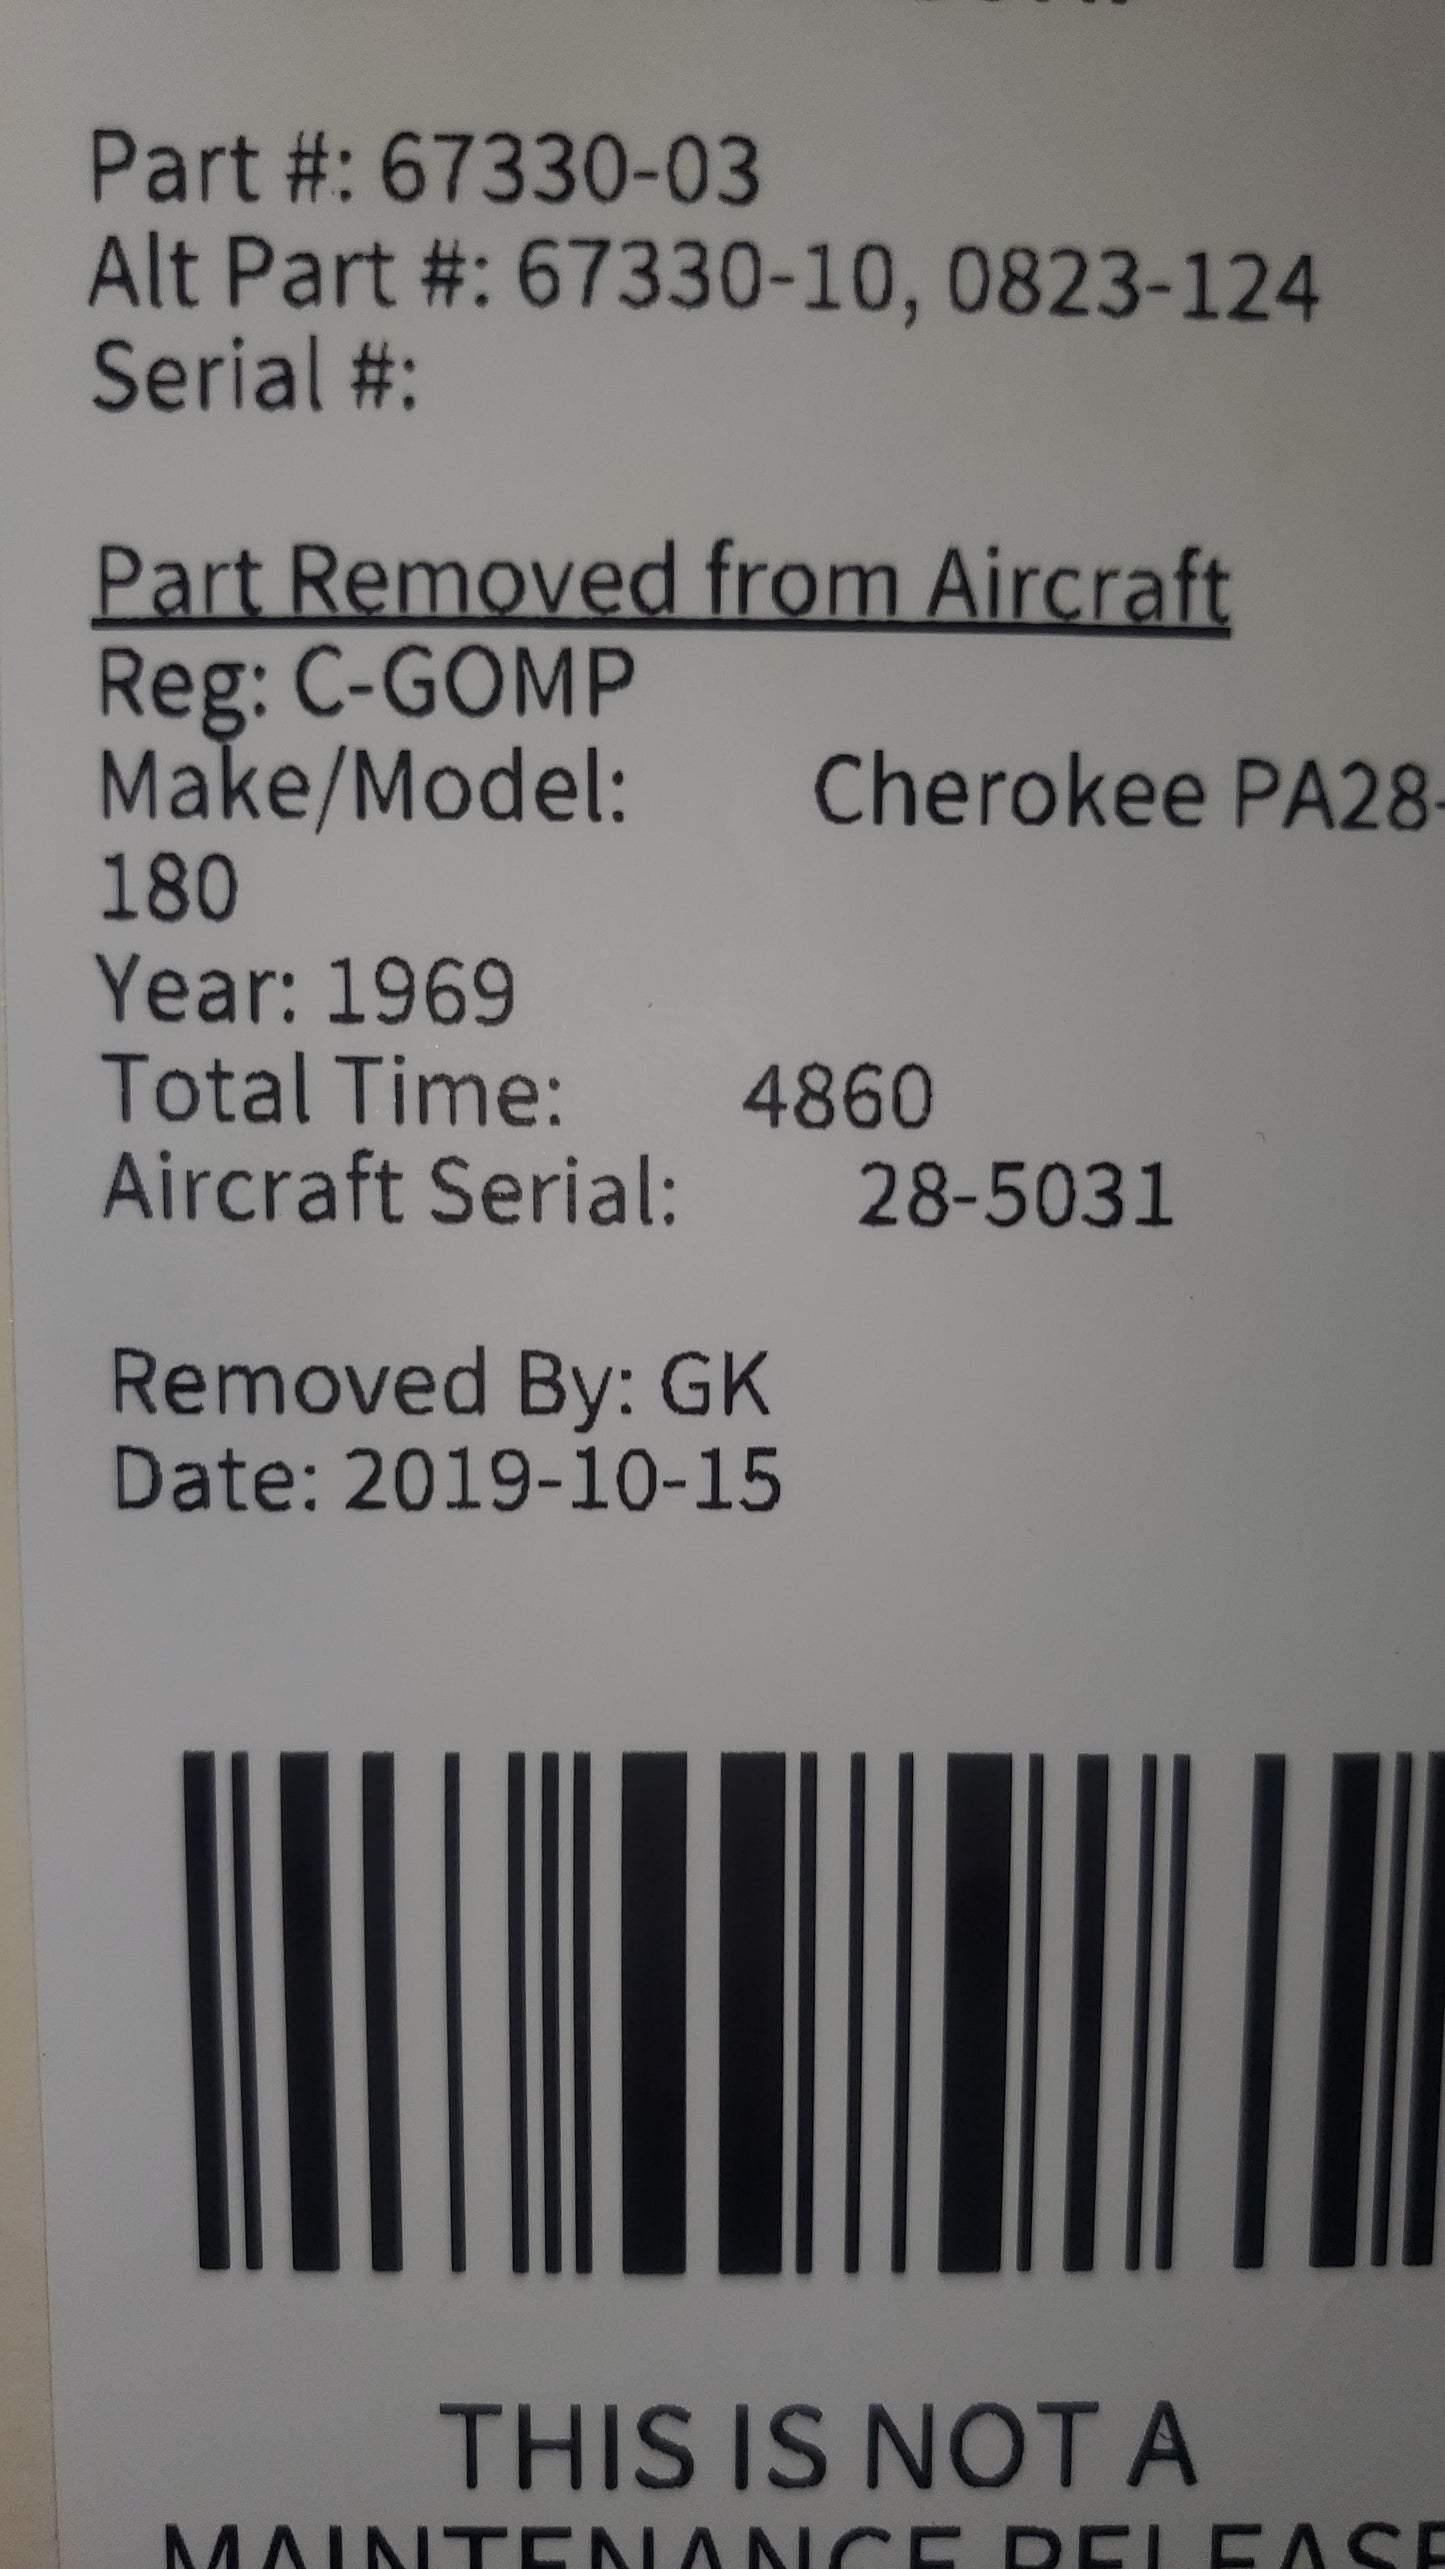 Part #: 67330-03
Alt Part #: 67330-10, 0823-124
Serial #:
Part Removed from Aircraft
Reg: C-GOMP
Make/Model: Cherokee PA28-
180
Year: 1969
Total Time: 4860
Aircraft Serial: 28-5031
Removed By: GK
Date: 2019-10-15
THIS IS NOT A
MAINTENANCE RELEASE